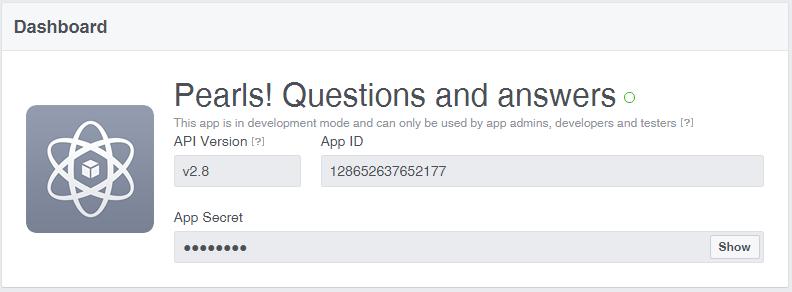 Dashboard
Pearls! Questions and answers
This app is in development mode and can only be used by app admins, developers and testers [?]
API Version [?] App ID
v2.8 128652637652177
App Secret
●●●●●●●●
Show